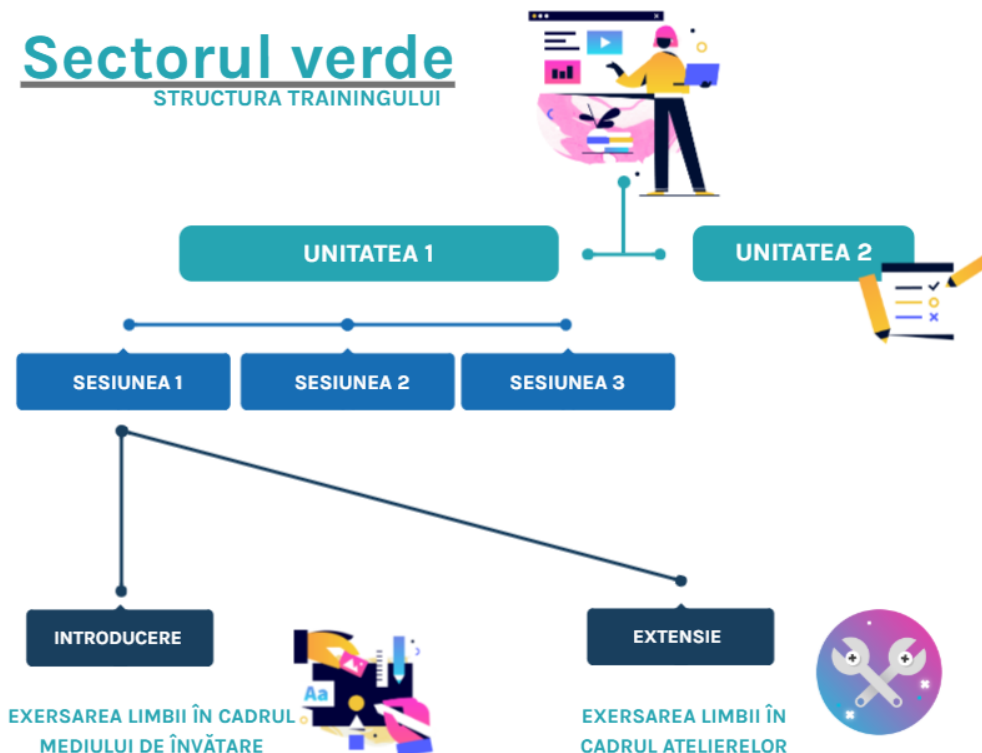 Sectorul verde
STRUCTURA TRAININGULUI
UNITATEA 1
UNITATEA 2
SESIUNEA 1
SESIUNEA 2
SESIUNEA 3
INTRODUCERE
EXTENSIE
Aa
EXERSAREA LIMBII ÎN CADRUL
MEDIULUI DE ÎNVĂTARE
EXERSAREA LIMBII ÎN
CADRUL ATELIERELOR